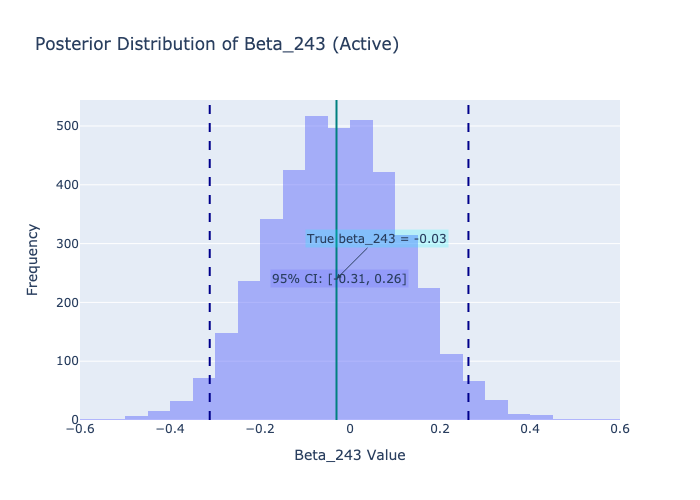 Posterior Distribution of Beta_243 (Active)
Frequency
500
400
300
200
100
0
True beta_243 = -0.03
95% CI: [-0.31, 0.26]
−0.6
−0.4
−0.2
0
0.2
0.4
0.6
Beta_243 Value